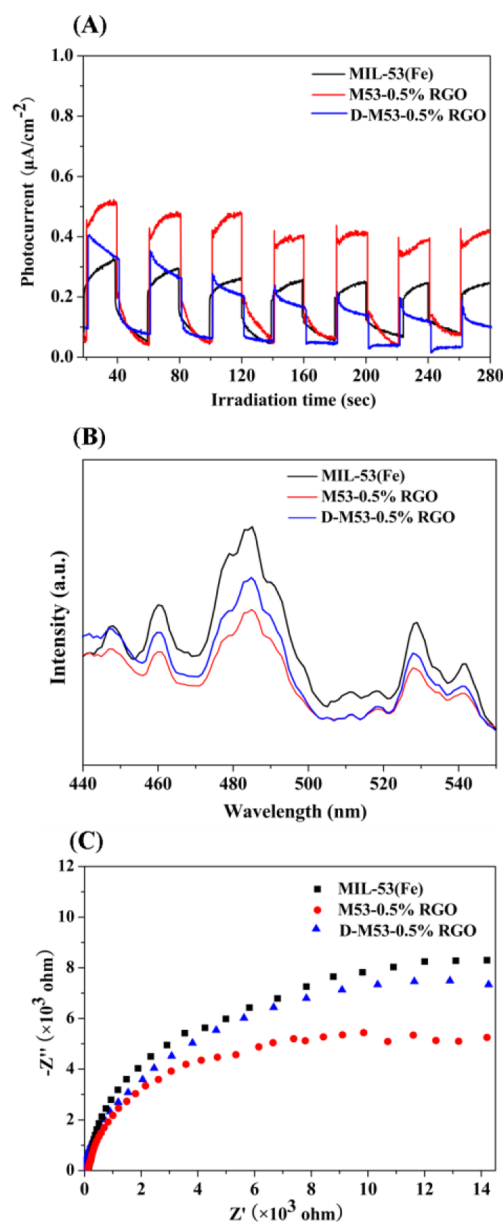 (A)
MIL-53(Fe)
M53-0.5% RGO
D-M53-0.5% RGO
Photocurrent (μA/cm⁻²)
1.0
0.8
0.6
0.4
0.2
0.0
40 80 120 160 200 240 280
Irradiation time (sec)
(B)
MIL-53(Fe)
M53-0.5% RGO
D-M53-0.5% RGO
Intensity (a.u.)
440 460 480 500 520 540
Wavelength (nm)
(C)
MIL-53(Fe)
M53-0.5% RGO
D-M53-0.5% RGO
-Z'' (×10³ ohm)
12
10
8
6
4
2
0
0 2 4 6 8 10 12 14
Z' (×10³ ohm)